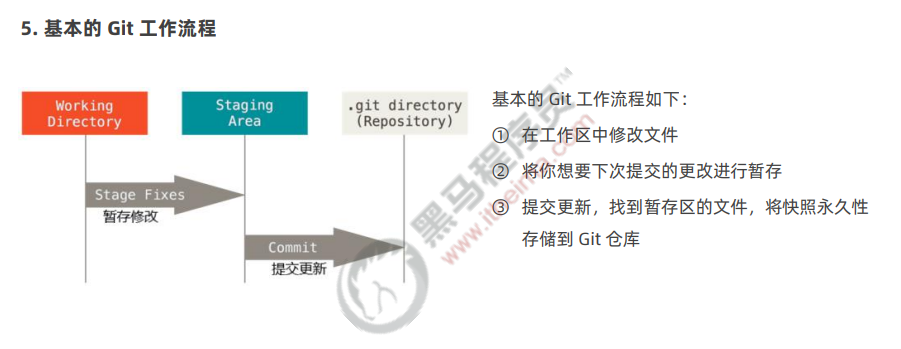 5. 基本的 Git 工作流程
Working
Directory
Staging
Area
.git directory
(Repository)
Stage Fixes
暂存修改
Commit
提交更新
基本的 Git 工作流程如下：
① 在工作区中修改文件
② 将你想要下次提交的更改进行暂存
③ 提交更新，找到暂存区的文件，将快照永久性
存储到 Git 仓库
黑马程序员™
www.itheima.com